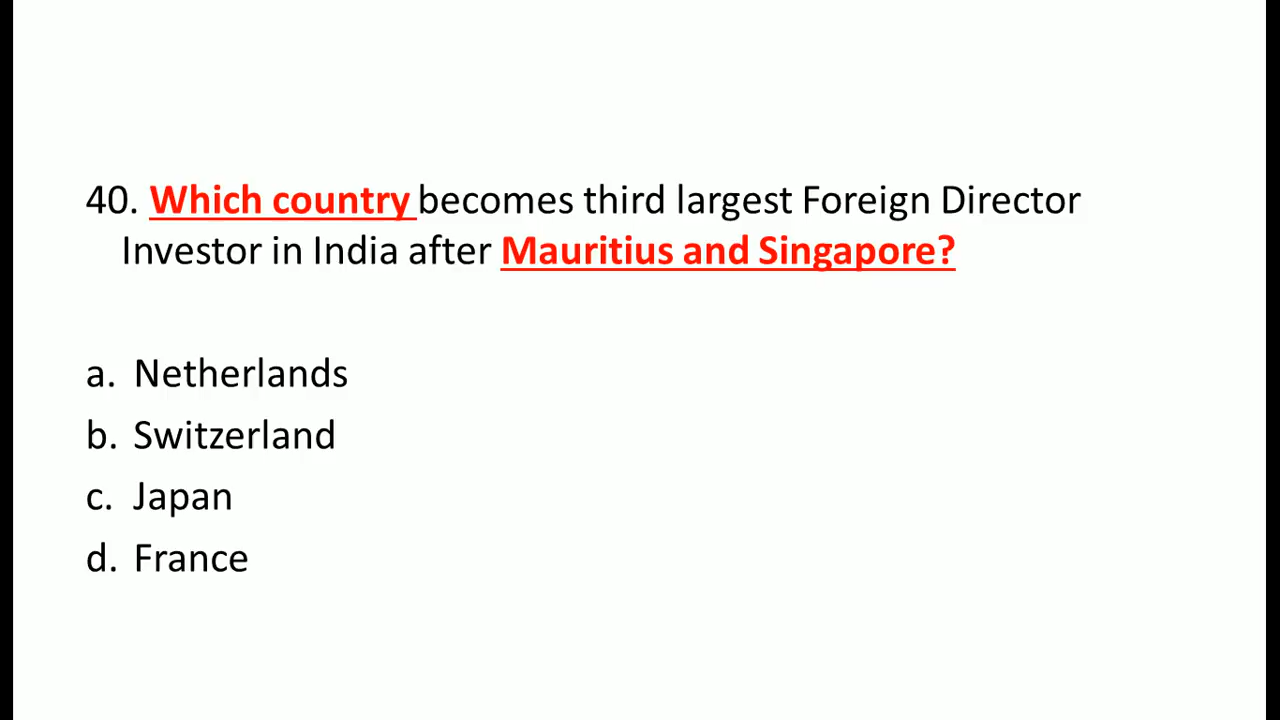 40. Which country becomes third largest Foreign Director
Investor in India after Mauritius and Singapore?
a. Netherlands
b. Switzerland
c. Japan
d. France